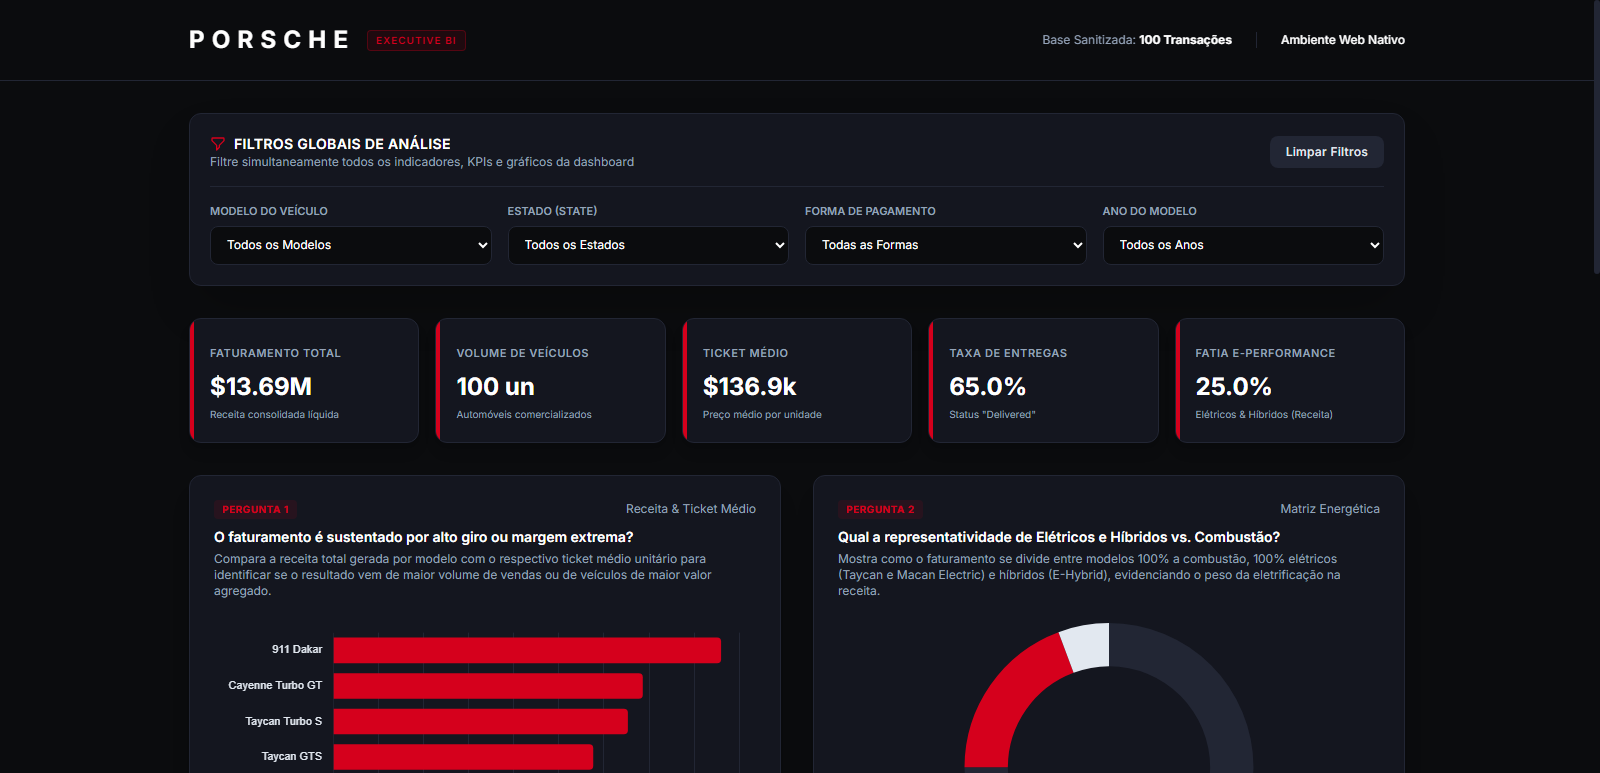 PORSCHE EXECUTIVE BI
Base Sanitizada: 100 Transações Ambiente Web Nativo
FILTROS GLOBAIS DE ANÁLISE
Filtre simultaneamente todos os indicadores, KPIs e gráficos da dashboard
Limpar Filtros
MODELO DO VEÍCULO
Todos os Modelos
ESTADO (STATE)
Todos os Estados
FORMA DE PAGAMENTO
Todas as Formas
ANO DO MODELO
Todos os Anos
FATURAMENTO TOTAL
$13.69M
Receita consolidada líquida
VOLUME DE VEÍCULOS
100 un
Automóveis comercializados
TICKET MÉDIO
$136.9k
Preço médio por unidade
TAXA DE ENTREGAS
65.0%
Status "Delivered"
FATIA E-PERFORMANCE
25.0%
Elétricos & Híbridos (Receita)
PERGUNTA 1
Receita & Ticket Médio
O faturamento é sustentado por alto giro ou margem extrema?
Compara a receita total gerada por modelo com o respectivo ticket médio unitário para
identificar se o resultado vem de maior volume de vendas ou de veículos de maior valor
agregado.
911 Dakar
Cayenne Turbo GT
Taycan Turbo S
Taycan GTS
PERGUNTA 2
Matriz Energética
Qual a representatividade de Elétricos e Híbridos vs. Combustão?
Mostra como o faturamento se divide entre modelos 100% a combustão, 100% elétricos
(Taycan e Macan Electric) e híbridos (E-Hybrid), evidenciando o peso da eletrificação na
receita.